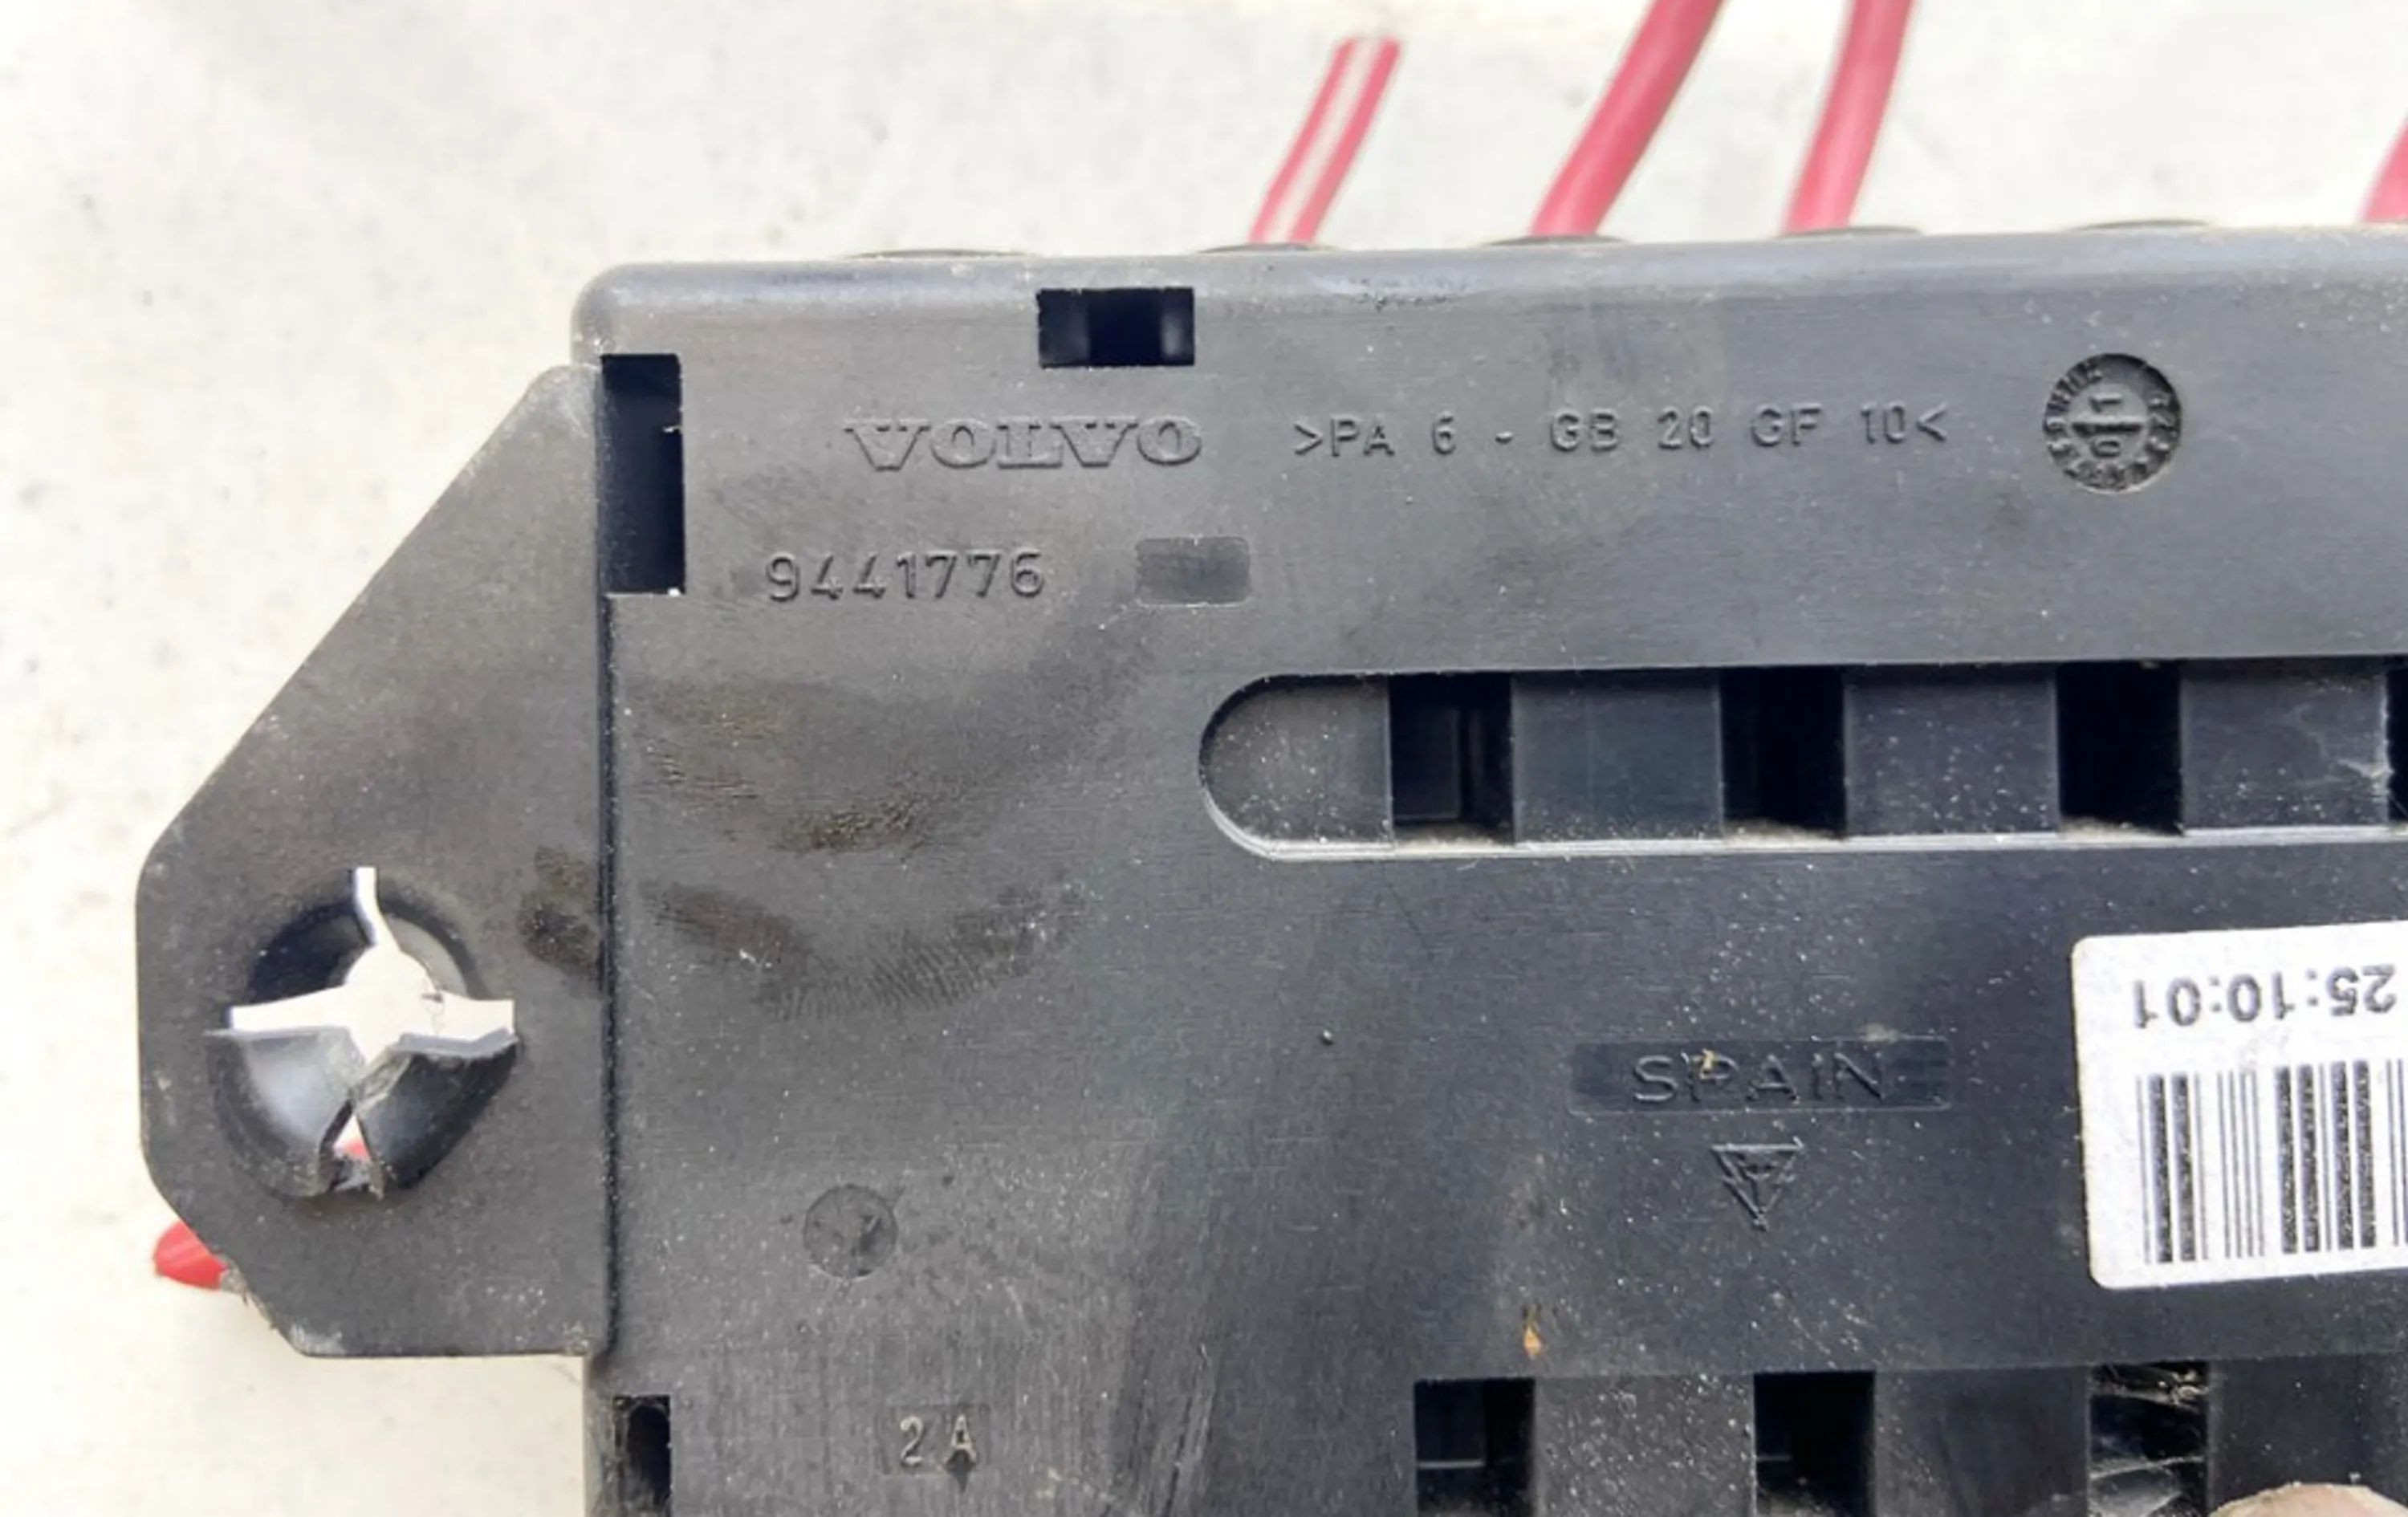 VOLVO >PA 6 - GB 20 GF 10<
9441776
25:10:01
SPAIN
2A